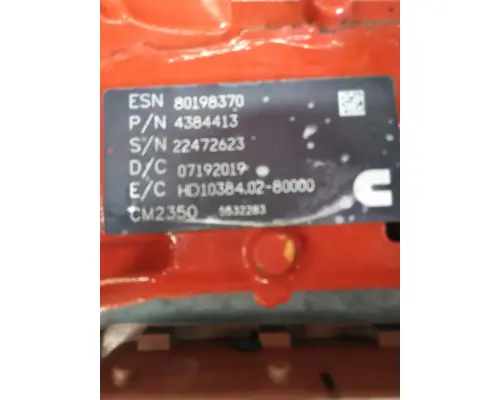 ESN 80198370
P/N 4384413
S/N 22472623
D/C 07192019
E/C HD10384.02-80000
CM2350 5532283